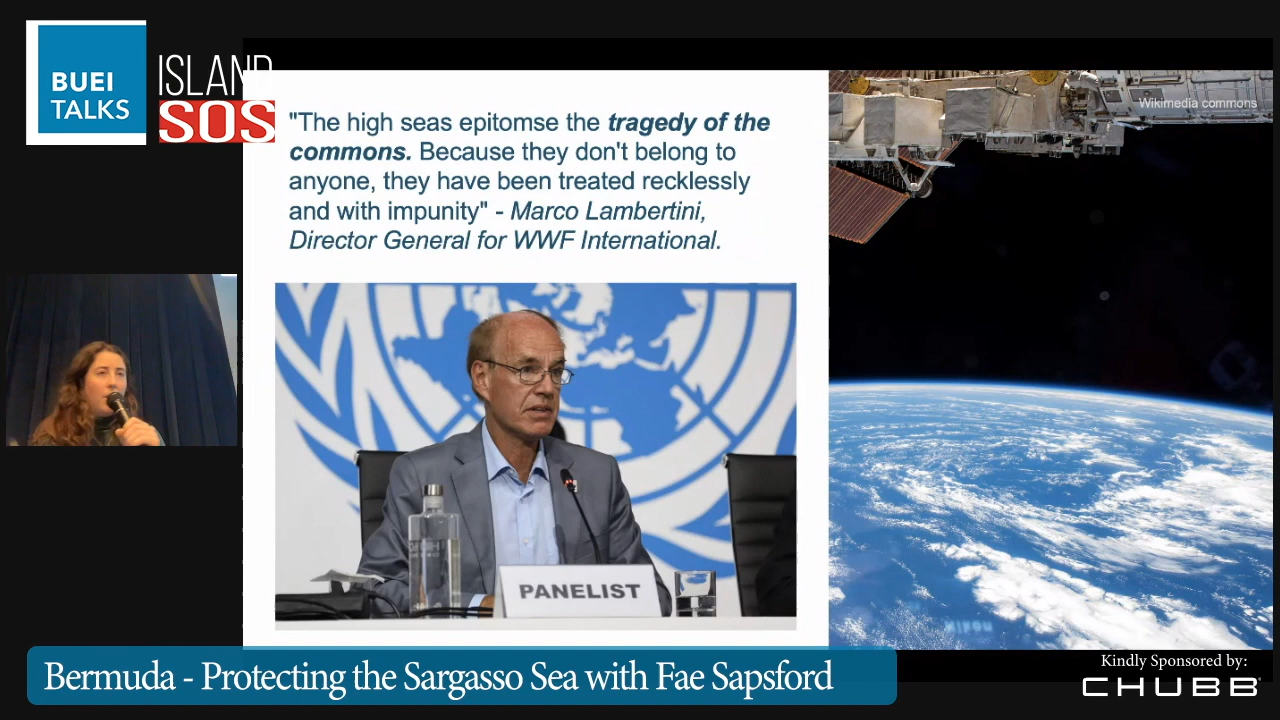 BUEI
TALKS
ISLAND
SOS
"The high seas epitomse the tragedy of the
commons. Because they don't belong to
anyone, they have been treated recklessly
and with impunity" - Marco Lambertini,
Director General for WWF International.
Wikimedia commons
PANELIST
Bermuda - Protecting the Sargasso Sea with Fae Sapsford
Kindly Sponsored by:
CHUBB